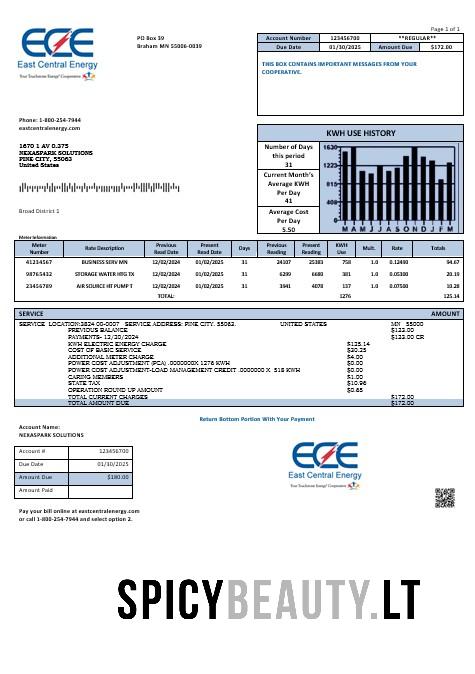 Page 1 of 1
ECE
East Central Energy
Your Touchstone Energy® Cooperative
PO Box 39
Braham MN 55006-0039
Account Number 123456700 **REGULAR**
Due Date 01/30/2025 Amount Due $172.00
THIS BOX CONTAINS IMPORTANT MESSAGES FROM YOUR
COOPERATIVE.
Phone: 1-800-254-7944
eastcentralenergy.com
1670 1 AV 0.375
NEXASPARK SOLUTIONS
PINE CITY, 55063
United States
Broad District 1
KWH USE HISTORY
Number of Days
this period
31
Current Month's
Average KWH
Per Day
41
Average Cost
Per Day
5.50
1630
1223
815
408
0
M A M J J A S O N D J F M
Meter Information
Meter Number Rate Description Previous Read Date Present Read Date Days Previous Reading Present Reading KWH Use Mult. Rate Totals
41234567 BUSINESS SERV MN 12/02/2024 01/02/2025 31 24107 25383 758 1.0 0.12490 94.67
98765432 STORAGE WATER HTG TX 12/02/2024 01/02/2025 31 6299 6680 381 1.0 0.05300 20.19
23456789 AIR SOURCE HT PUMP T 12/02/2024 01/02/2025 31 3941 4078 137 1.0 0.07500 10.28
TOTAL: 1276 125.14
SERVICE AMOUNT
SERVICE LOCATION:3824 00-0007 SERVICE ADDRESS: PINE CITY, 55063. UNITED STATES MN 55000
PREVIOUS BALANCE $123.00
PAYMENTS- 12/20/2024 $123.00 CR
KWH ELECTRIC ENERGY CHARGE $125.14
COST OF BASIC SERVICE $30.25
ADDITIONAL METER CHARGE $4.00
POWER COST ADJUSTMENT (PCA) .0000000X 1276 KWH $0.00
POWER COST ADJUSTMENT-LOAD MANAGEMENT CREDIT .0000000 X 518 KWH $0.00
CARING MEMBERS $1.00
STATE TAX $10.96
OPERATION ROUND UP AMOUNT $0.65
TOTAL CURRENT CHARGES $172.00
TOTAL AMOUNT DUE $172.00
Return Bottom Portion With Your Payment
Account Name:
NEXASPARK SOLUTIONS
Account # 123456700
Due Date 01/30/2025
Amount Due $180.00
Amount Paid
ECE
East Central Energy
Your Touchstone Energy® Cooperative
Pay your bill online at eastcentralenergy.com
or call 1-800-254-7944 and select option 2.
SPICYBEAUTY.LT